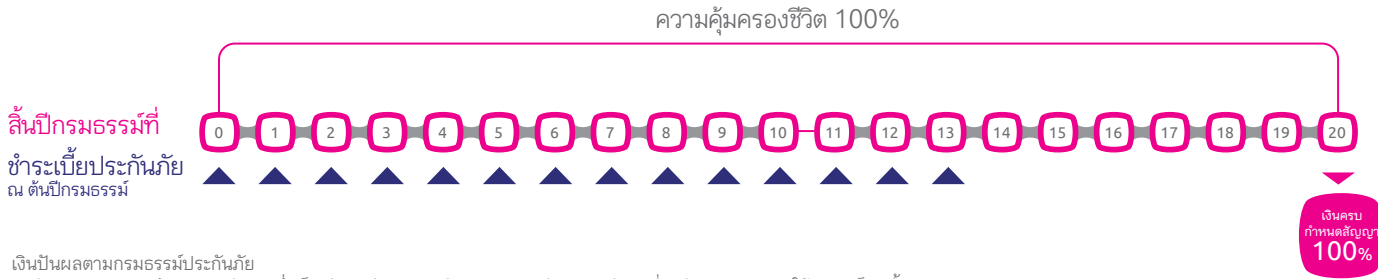 ความคุ้มครองชีวิต 100%
สิ้นปีกรมธรรม์ที่
0 1 2 3 4 5 6 7 8 9 10 11 12 13 14 15 16 17 18 19 20
ชำระเบี้ยประกันภัย
ณ ต้นปีกรมธรรม์
เงินครบ
กำหนดสัญญา
100%
เงินปันผลตามกรมธรรม์ประกันภัย